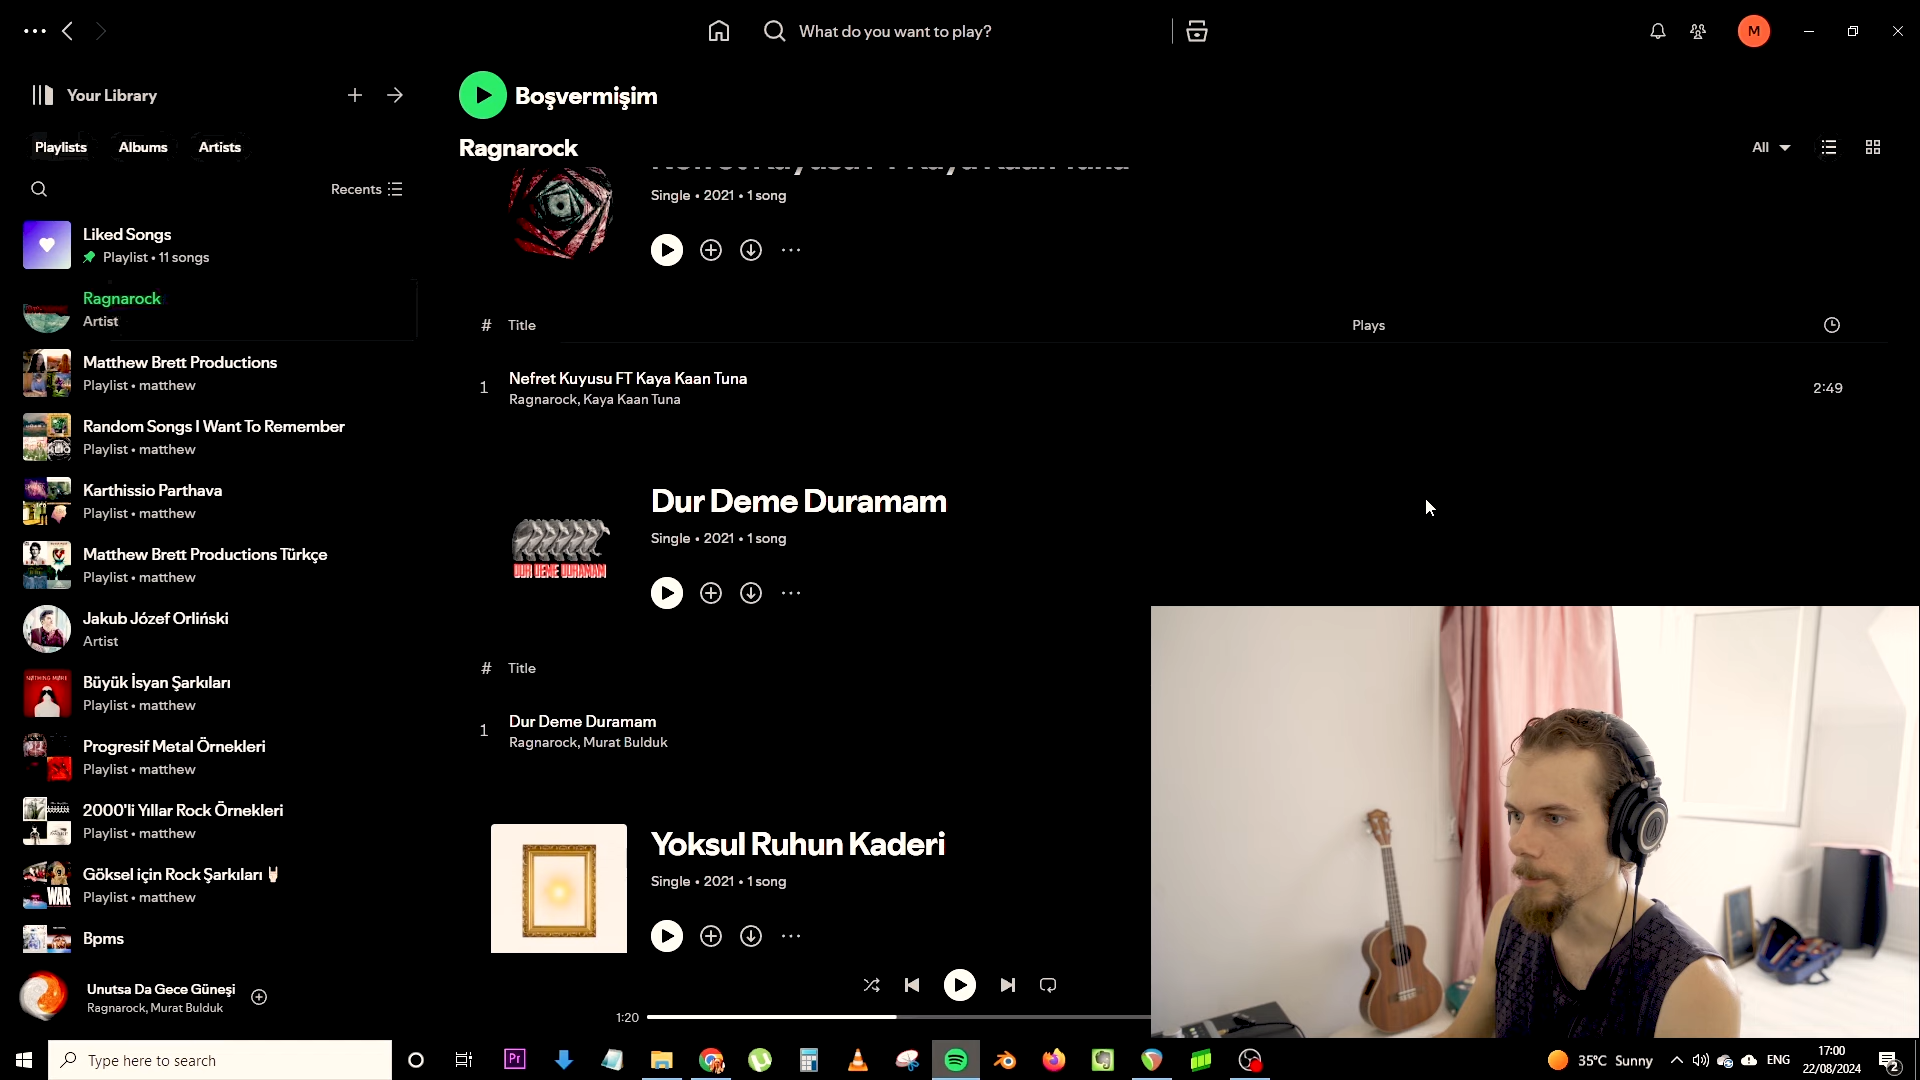 What do you want to play?
M
Your Library
Playlists
Albums
Artists
Recents
Liked Songs
Playlist • 11 songs
Ragnarock
Artist
Matthew Brett Productions
Playlist • matthew
Random Songs I Want To Remember
Playlist • matthew
Karthissio Parthava
Playlist • matthew
Matthew Brett Productions Türkçe
Playlist • matthew
Jakub Józef Orliński
Artist
Büyük İsyan Şarkıları
Playlist • matthew
Progresif Metal Örnekleri
Playlist • matthew
2000'li Yıllar Rock Örnekleri
Playlist • matthew
WAR
Göksel için Rock Şarkıları 🤘🏻
Playlist • matthew
Bpms
Unutsa Da Gece Güneşi
Ragnarock, Murat Bulduk
Boşvermişim
Ragnarock
All
Single • 2021 • 1 song
# Title Plays
1 Nefret Kuyusu FT Kaya Kaan Tuna 2:49
Ragnarock, Kaya Kaan Tuna
DUR DEME DURAMAM
Dur Deme Duramam
Single • 2021 • 1 song
# Title
1 Dur Deme Duramam
Ragnarock, Murat Bulduk
Yoksul Ruhun Kaderi
Single • 2021 • 1 song
1:20
Type here to search
Pr
35°C Sunny
ENG
17:00
22/08/2024
2